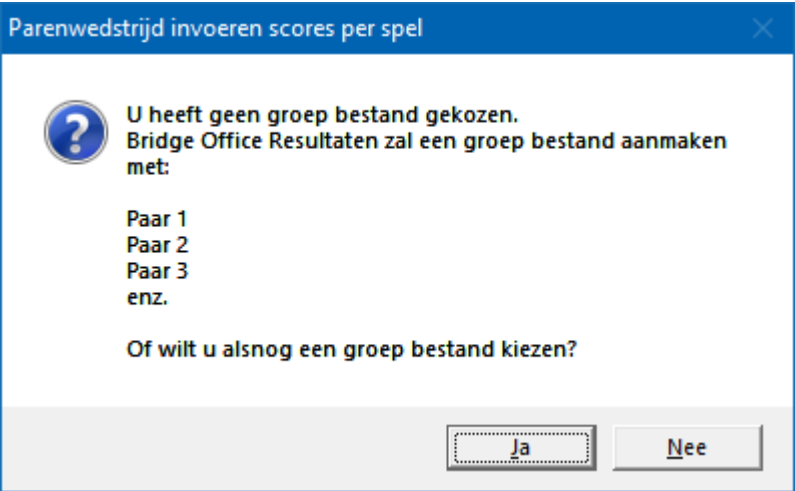 Parenwedstrijd invoeren scores per spel
U heeft geen groep bestand gekozen.
Bridge Office Resultaten zal een groep bestand aanmaken
met:
Paar 1
Paar 2
Paar 3
enz.
Of wilt u alsnog een groep bestand kiezen?
Ja
Nee